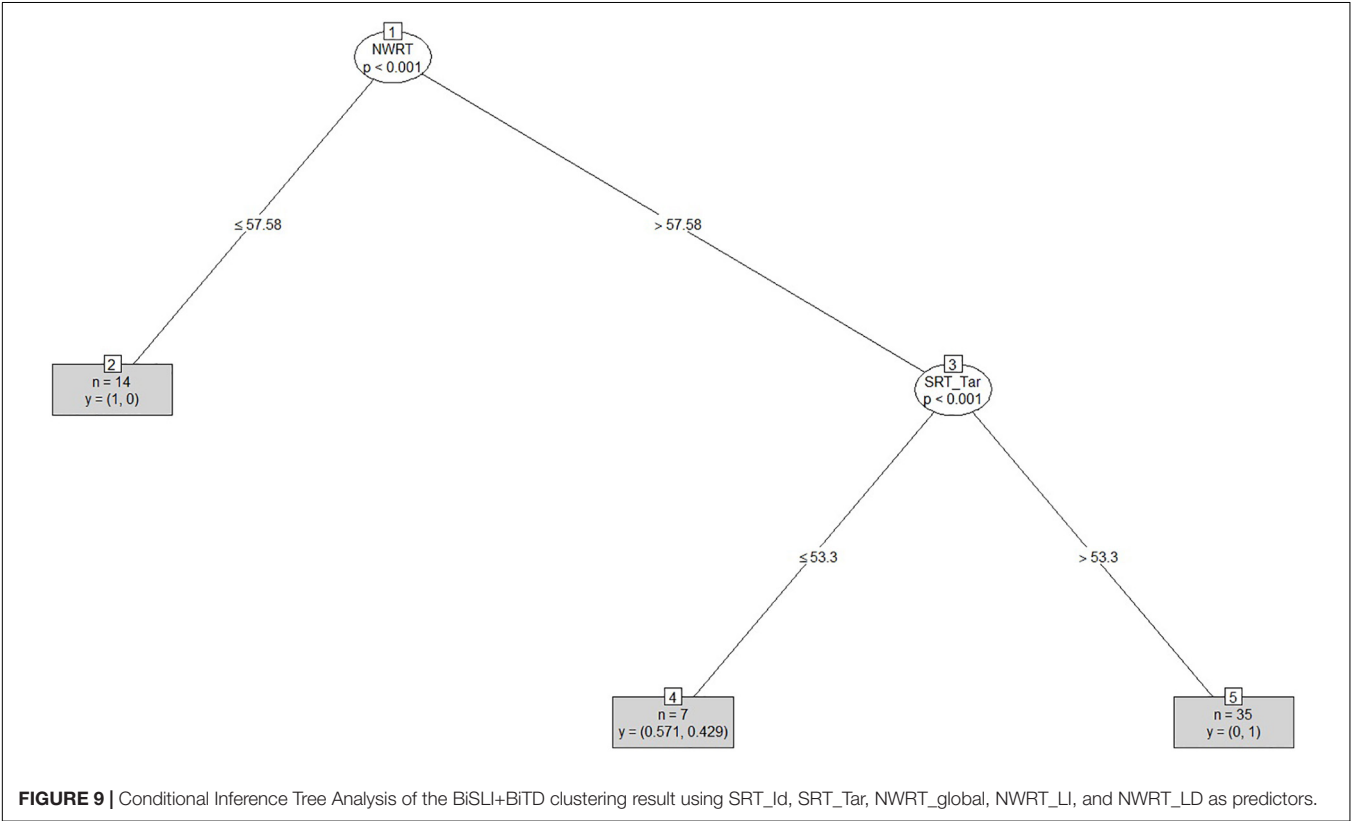 1
NWRT
p < 0.001
≤ 57.58
> 57.58
2
n = 14
y = (1, 0)
3
SRT_Tar
p < 0.001
≤ 53.3
> 53.3
4
n = 7
y = (0.571, 0.429)
5
n = 35
y = (0, 1)
FIGURE 9 | Conditional Inference Tree Analysis of the BiSLI+BiTD clustering result using SRT_Id, SRT_Tar, NWRT_global, NWRT_LI, and NWRT_LD as predictors.